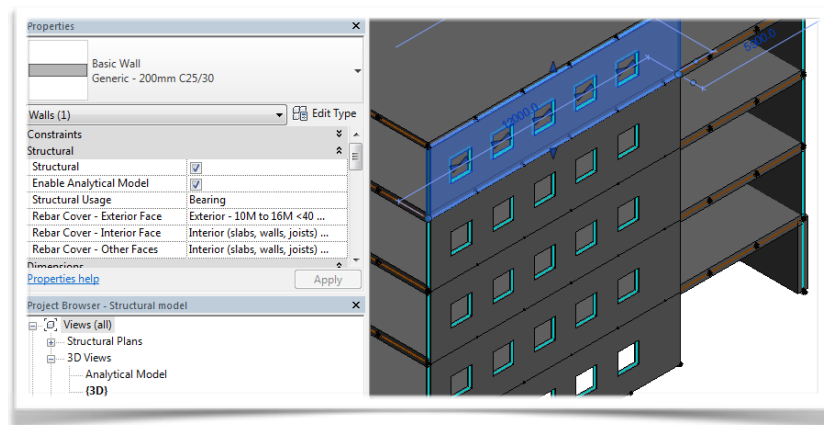 Properties
Basic Wall
Generic - 200mm C25/30
Walls (1)
Edit Type
Constraints
Structural
Structural
Enable Analytical Model
Structural Usage Bearing
Rebar Cover - Exterior Face Exterior - 10M to 16M <40 ...
Rebar Cover - Interior Face Interior (slabs, walls, joists) ...
Rebar Cover - Other Faces Interior (slabs, walls, joists) ...
Dimensions
Properties help
Apply
Project Browser - Structural model
Views (all)
Structural Plans
3D Views
Analytical Model
{3D}
12000.0